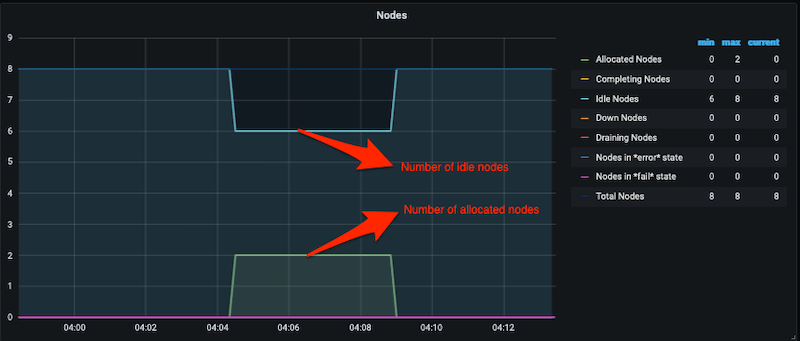 Nodes
min max current
Allocated Nodes 0 2 0
Completing Nodes 0 0 0
Idle Nodes 6 8 8
Down Nodes 0 0 0
Draining Nodes 0 0 0
Nodes in *error* state 0 0 0
Nodes in *fail* state 0 0 0
Total Nodes 8 8 8
9
8
7
6
5
4
3
2
1
0
Number of idle nodes
Number of allocated nodes
04:00 04:02 04:04 04:06 04:08 04:10 04:12